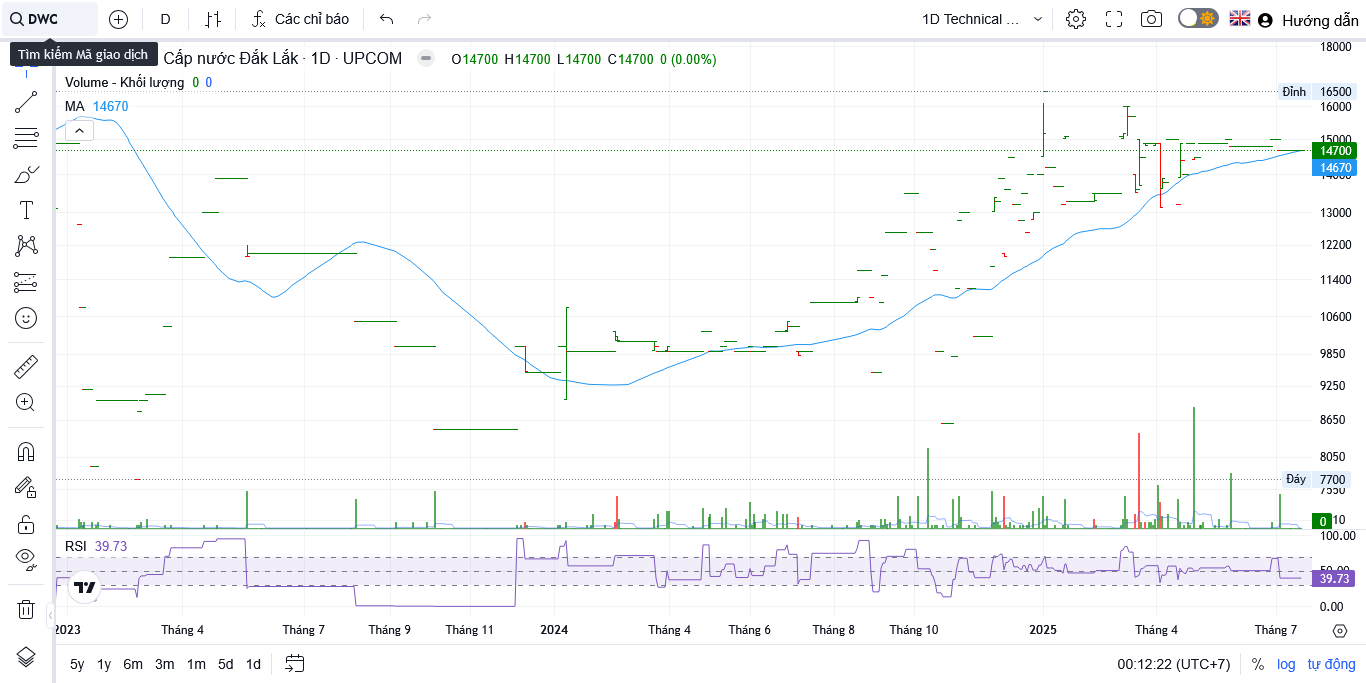 DWC
D
Các chỉ báo
1D Technical ...
Hướng dẫn
Tìm kiếm Mã giao dịch
Cấp nước Đắk Lắk · 1D · UPCOM
O14700 H14700 L14700 C14700 0 (0.00%)
Volume - Khối lượng 0 0
MA 14670
18000
Đỉnh 16500
16000
15000
14700
14670
14000
13000
12200
11400
10600
9850
9250
8650
8050
Đáy 7700
7550
0
10
RSI 39.73
100.00
50.00
39.73
0.00
2023 Tháng 4 Tháng 7 Tháng 9 Tháng 11 2024 Tháng 4 Tháng 6 Tháng 8 Tháng 10 2025 Tháng 4 Tháng 7
5y 1y 6m 3m 1m 5d 1d
00:12:22 (UTC+7) % log tự động